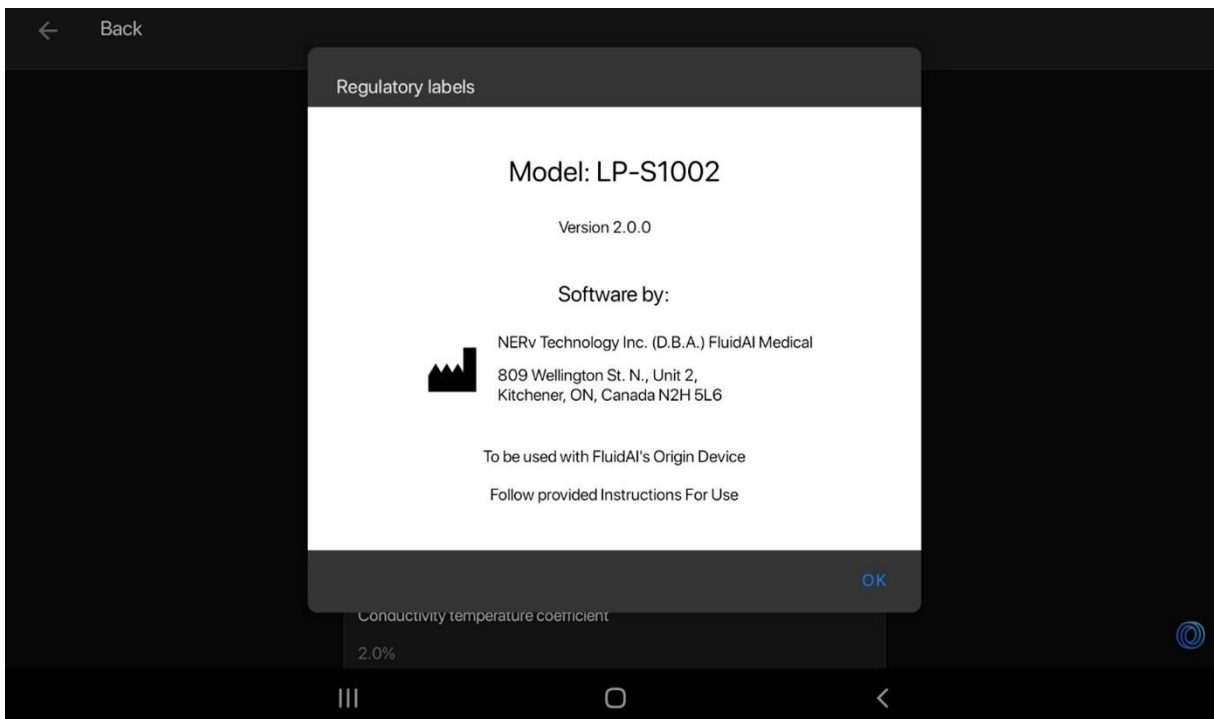 Back
Regulatory labels
Model: LP-S1002
Version 2.0.0
Software by:
NERv Technology Inc. (D.B.A.) FluidAI Medical
809 Wellington St. N., Unit 2,
Kitchener, ON, Canada N2H 5L6
To be used with FluidAI's Origin Device
Follow provided Instructions For Use
OK
Conductivity temperature coefficient
2.0%